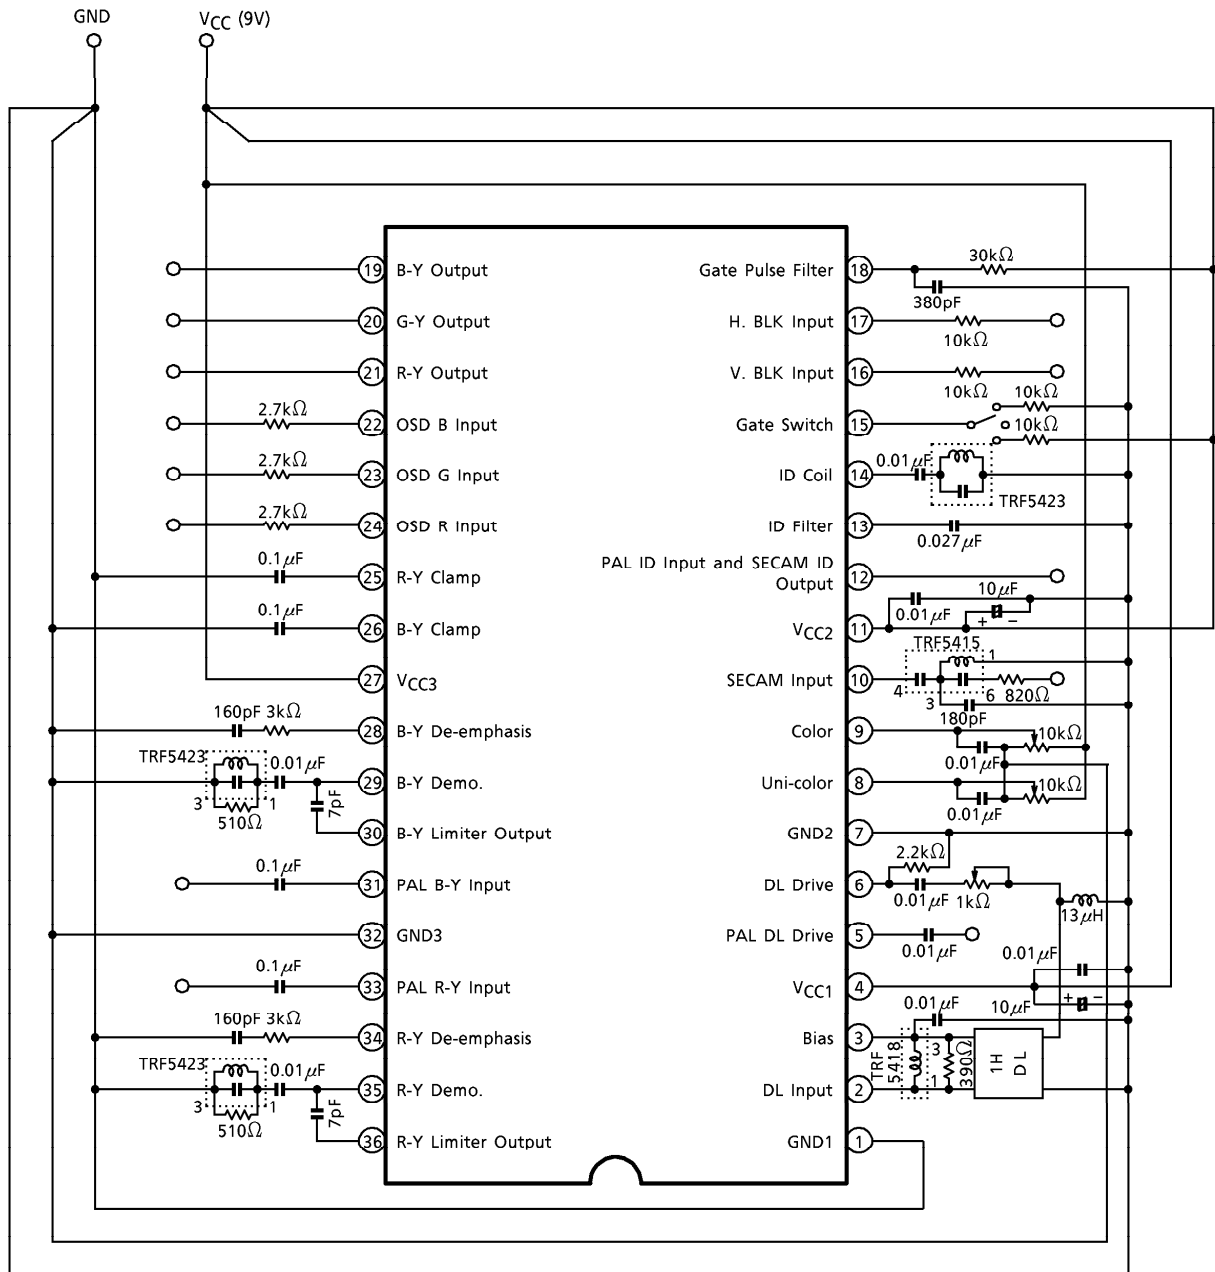 GND
VCC (9V)
19 B-Y Output
20 G-Y Output
21 R-Y Output
2.7kΩ
22 OSD B Input
2.7kΩ
23 OSD G Input
2.7kΩ
24 OSD R Input
0.1μF
25 R-Y Clamp
0.1μF
26 B-Y Clamp
27 VCC3
160pF 3kΩ
28 B-Y De-emphasis
TRF5423 0.01μF
29 B-Y Demo.
3 1
510Ω
7pF
30 B-Y Limiter Output
0.1μF
31 PAL B-Y Input
32 GND3
0.1μF
33 PAL R-Y Input
160pF 3kΩ
34 R-Y De-emphasis
TRF5423 0.01μF
35 R-Y Demo.
3 1
510Ω
7pF
36 R-Y Limiter Output
Gate Pulse Filter 18
30kΩ
380pF
H. BLK Input 17
10kΩ
V. BLK Input 16
10kΩ
10kΩ
Gate Switch 15
10kΩ
ID Coil 14
0.01μF
TRF5423
ID Filter 13
0.027μF
PAL ID Input and SECAM ID
Output 12
10μF
0.01μF
+ −
VCC2 11
TRF5415
1
SECAM Input 10
4 3 6 820Ω
180pF
Color 9
10kΩ
0.01μF
Uni-color 8
10kΩ
0.01μF
GND2 7
2.2kΩ
DL Drive 6
0.01μF 1kΩ
13μH
PAL DL Drive 5
0.01μF
0.01μF
VCC1 4
10μF + −
0.01μF
Bias 3
TRF
5418
3
1
390Ω
1H
DL
DL Input 2
GND1 1